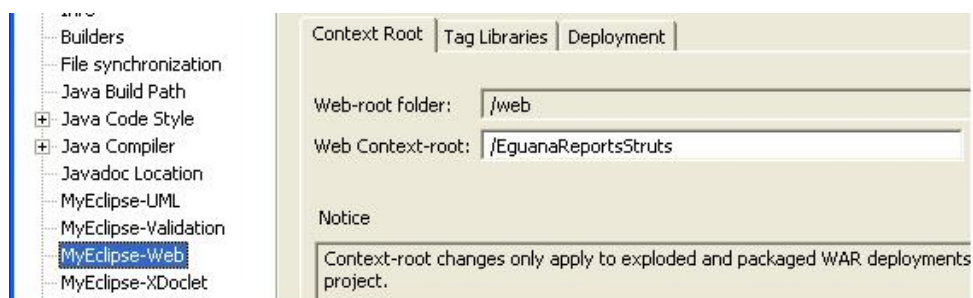 Info
Builders
File synchronization
Java Build Path
Java Code Style
Java Compiler
Javadoc Location
MyEclipse-UML
MyEclipse-Validation
MyEclipse-Web
MyEclipse-XDoclet
Context Root Tag Libraries Deployment
Web-root folder: /web
Web Context-root: /EguanaReportsStruts
Notice
Context-root changes only apply to exploded and packaged WAR deployments
project.